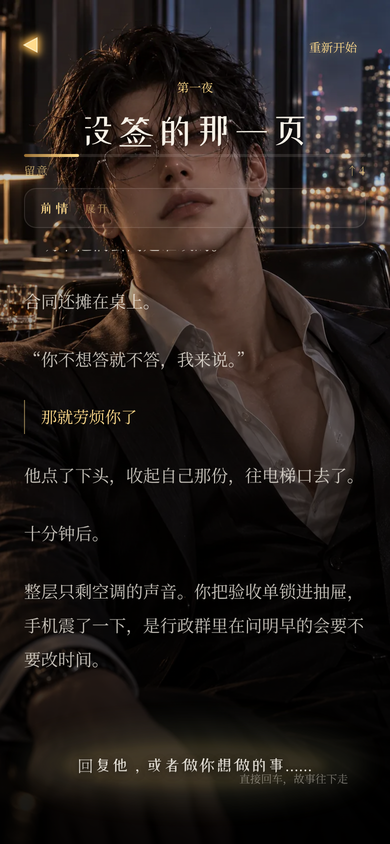 重新开始
第一夜
没签的那一页
留意
14
前情 展开
合同还摊在桌上。
“你不想答就不答，我来说。”
那就劳烦你了
他点了下头，收起自己那份，往电梯口去了。
十分钟后。
整层只剩空调的声音。你把验收单锁进抽屉，
手机震了一下，是行政群里在问明早的会要不
要改时间。
回复他，或者做你想做的事……
直接回车，故事往下走